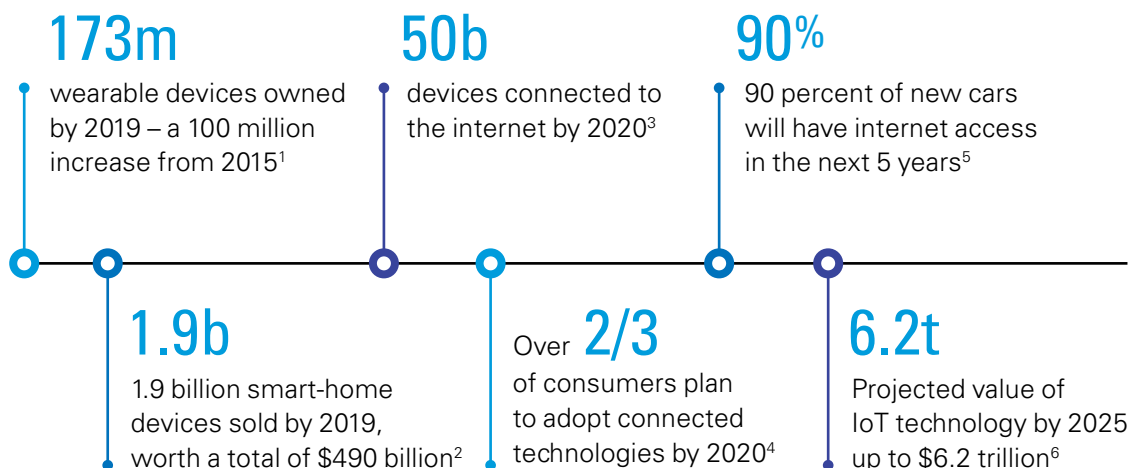 173m
wearable devices owned
by 2019 – a 100 million
increase from 2015¹
50b
devices connected to
the internet by 2020³
90%
90 percent of new cars
will have internet access
in the next 5 years⁵
1.9b
1.9 billion smart-home
devices sold by 2019,
worth a total of $490 billion²
Over 2/3
of consumers plan
to adopt connected
technologies by 2020⁴
6.2t
Projected value of
IoT technology by 2025
up to $6.2 trillion⁶